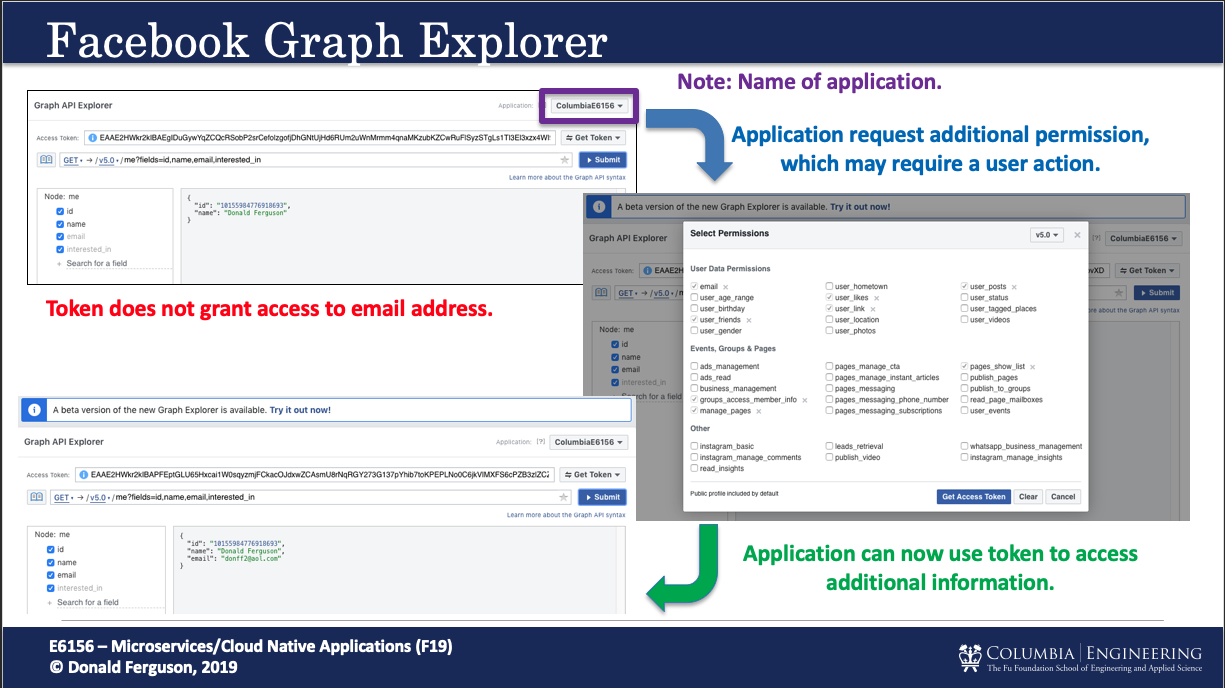 Facebook Graph Explorer
Note: Name of application.
Graph API Explorer
Application: [?] ColumbiaE6156
Access Token:
Get Token
GET → / v5.0 / me?fields=id,name,email,interested_in
Submit
Learn more about the Graph API syntax
Node: me
id
name
email
interested_in
+ Search for a field
{
"id": "10155984776918693",
"name": "Donald Ferguson"
}
Application request additional permission,
which may require a user action.
Token does not grant access to email address.
A beta version of the new Graph Explorer is available. Try it out now!
Graph API Explorer
[?] ColumbiaE6156
Access Token: EAAE2H
ovXD Get Token
GET → / v5.0 / m
Submit
re about the Graph API syntax
Node: me
id
name
email
interested_in
Search for a field
Select Permissions
v5.0
User Data Permissions
email
user_age_range
user_birthday
user_friends
user_gender
user_hometown
user_likes
user_link
user_location
user_photos
user_posts
user_status
user_tagged_places
user_videos
Events, Groups & Pages
ads_management
ads_read
business_management
groups_access_member_info
manage_pages
pages_manage_cta
pages_manage_instant_articles
pages_messaging
pages_messaging_phone_number
pages_messaging_subscriptions
pages_show_list
publish_pages
publish_to_groups
read_page_mailboxes
user_events
Other
instagram_basic
instagram_manage_comments
read_insights
leads_retrieval
publish_video
whatsapp_business_management
instagram_manage_insights
Public profile included by default
Get Access Token Clear Cancel
A beta version of the new Graph Explorer is available. Try it out now!
Graph API Explorer
Application: [?] ColumbiaE6156
Access Token:
Get Token
GET → / v5.0 / me?fields=id,name,email,interested_in
Submit
Learn more about the Graph API syntax
Node: me
id
name
email
interested_in
+ Search for a field
{
"id": "10155984776918693",
"name": "Donald Ferguson",
"email": "donff2@aol.com"
}
Application can now use token to access
additional information.
E6156 – Microservices/Cloud Native Applications (F19)
© Donald Ferguson, 2019
COLUMBIA | ENGINEERING
The Fu Foundation School of Engineering and Applied Science